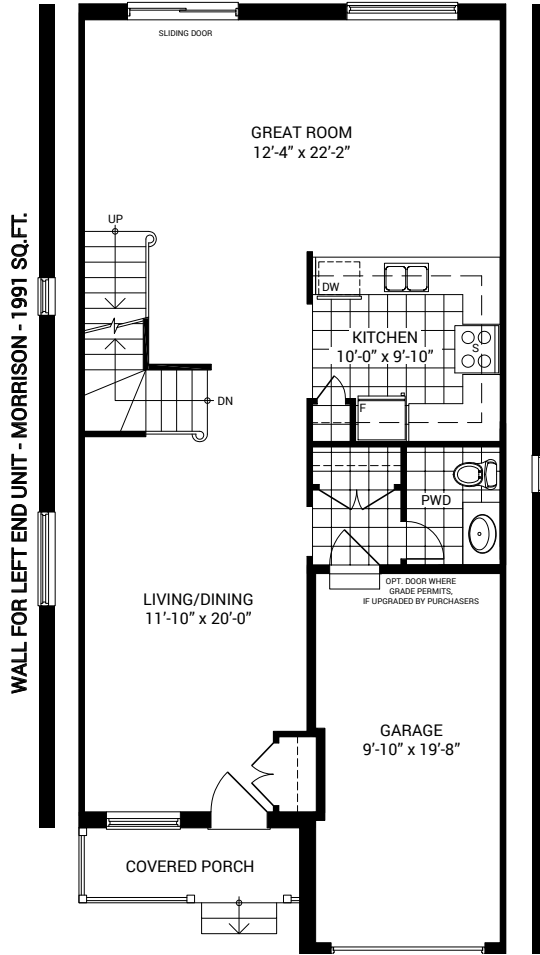 SLIDING DOOR
GREAT ROOM
12’-4” x 22’-2”
UP
DW
KITCHEN
10’-0” x 9’-10”
S
DN
F
PWD
OPT. DOOR WHERE
GRADE PERMITS,
IF UPGRADED BY PURCHASERS
LIVING/DINING
11’-10” x 20’-0”
GARAGE
9’-10” x 19’-8”
COVERED PORCH
WALL FOR LEFT END UNIT - MORRISON - 1991 SQ.FT.